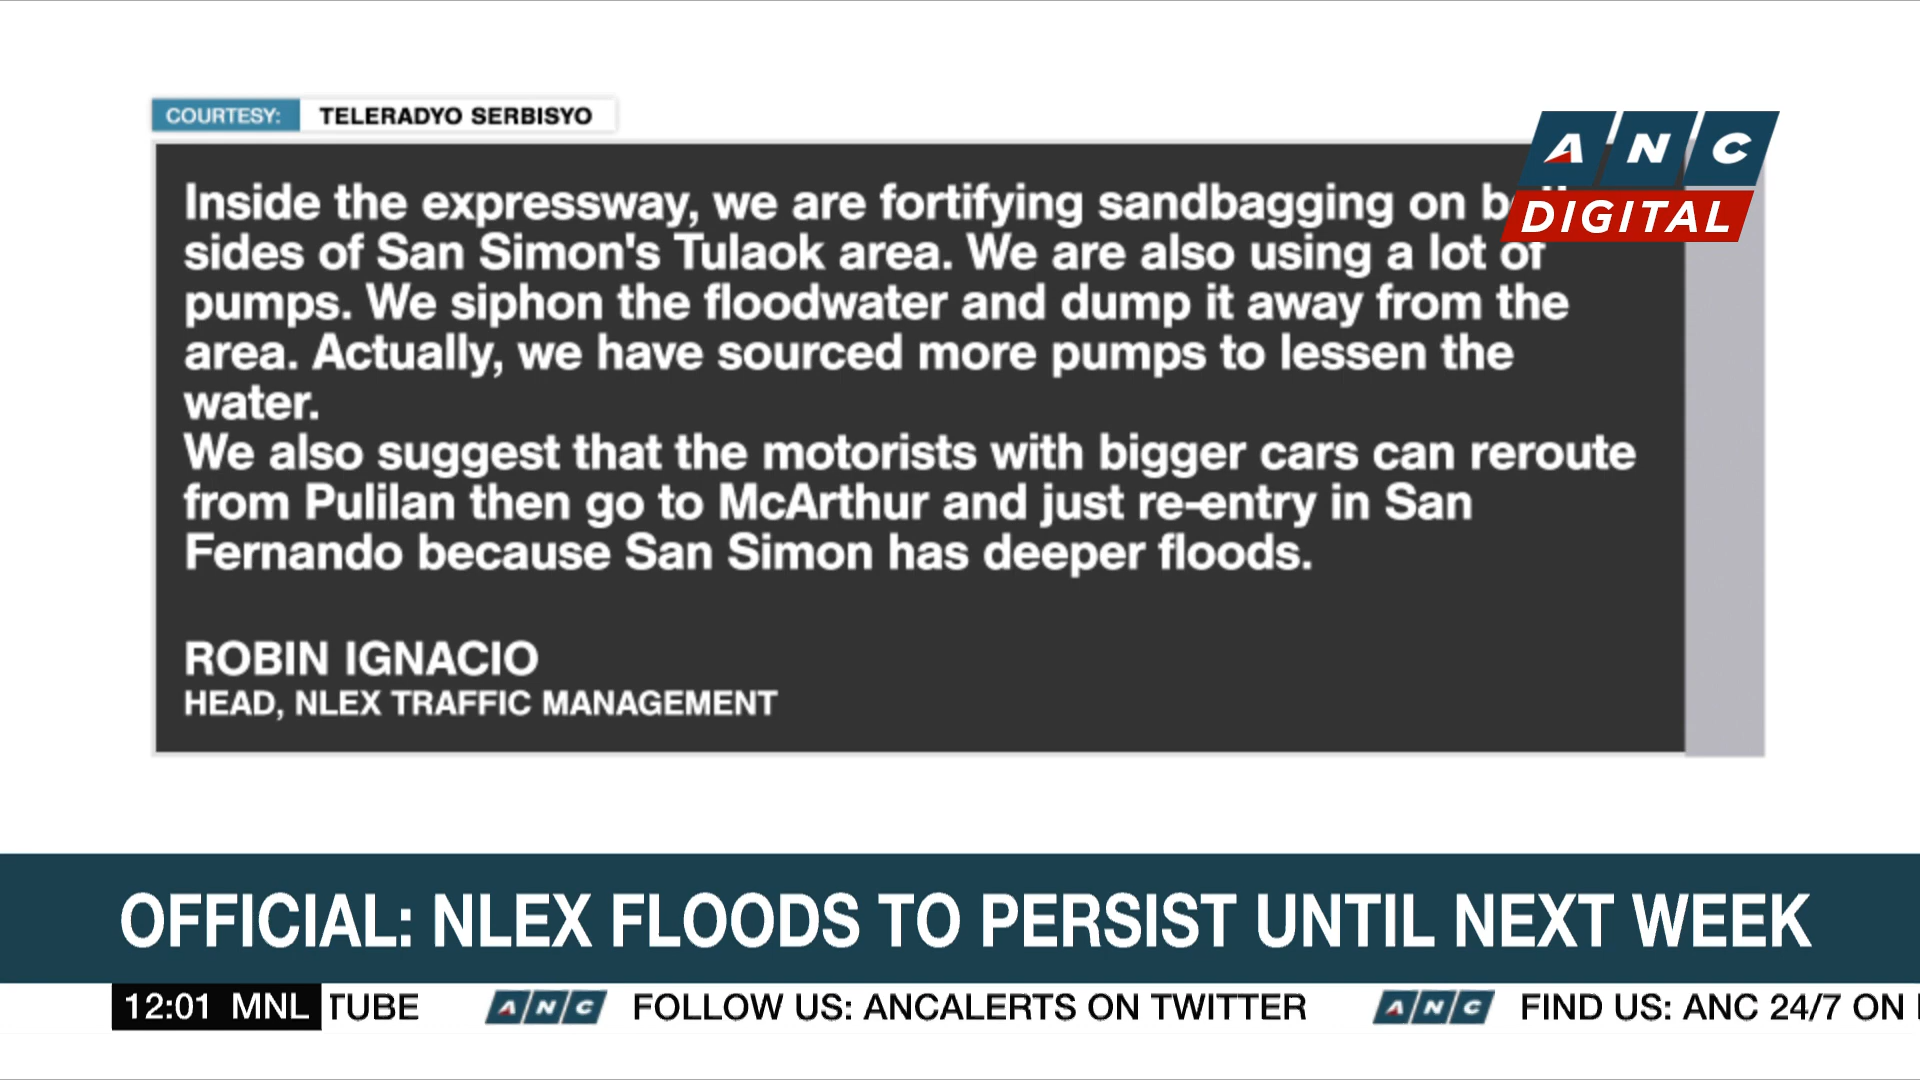 COURTESY: TELERADYO SERBISYO
ANC
DIGITAL
Inside the expressway, we are fortifying sandbagging on
sides of San Simon's Tulaok area. We are also using a lot of
pumps. We siphon the floodwater and dump it away from the
area. Actually, we have sourced more pumps to lessen the
water.
We also suggest that the motorists with bigger cars can reroute
from Pulilan then go to McArthur and just re-entry in San
Fernando because San Simon has deeper floods.
ROBIN IGNACIO
HEAD, NLEX TRAFFIC MANAGEMENT
OFFICIAL: NLEX FLOODS TO PERSIST UNTIL NEXT WEEK
12:01 MNL TUBE ANC FOLLOW US: ANCALERTS ON TWITTER ANC FIND US: ANC 24/7 ON